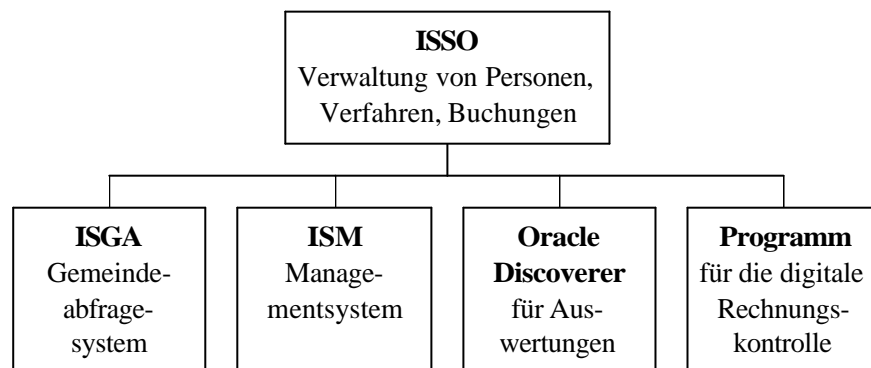 ISSO
Verwaltung von Personen,
Verfahren, Buchungen
ISGA
Gemeinde-
abfrage-
system
ISM
Manage-
mentsystem
Oracle
Discoverer
für Aus-
wertungen
Programm
für die digitale
Rechnungs-
kontrolle